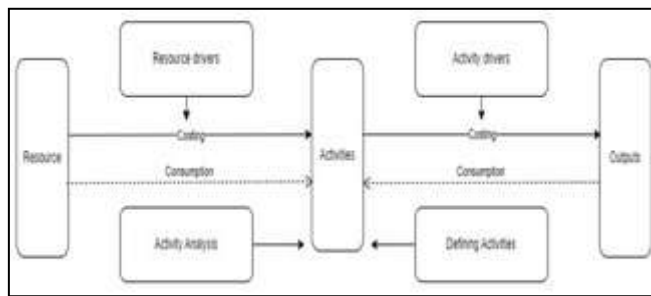 Resource drivers
Activity drivers
Resource
Costing
Activities
Costing
Outputs
Consumption
Consumption
Activity Analysis
Defining Activities